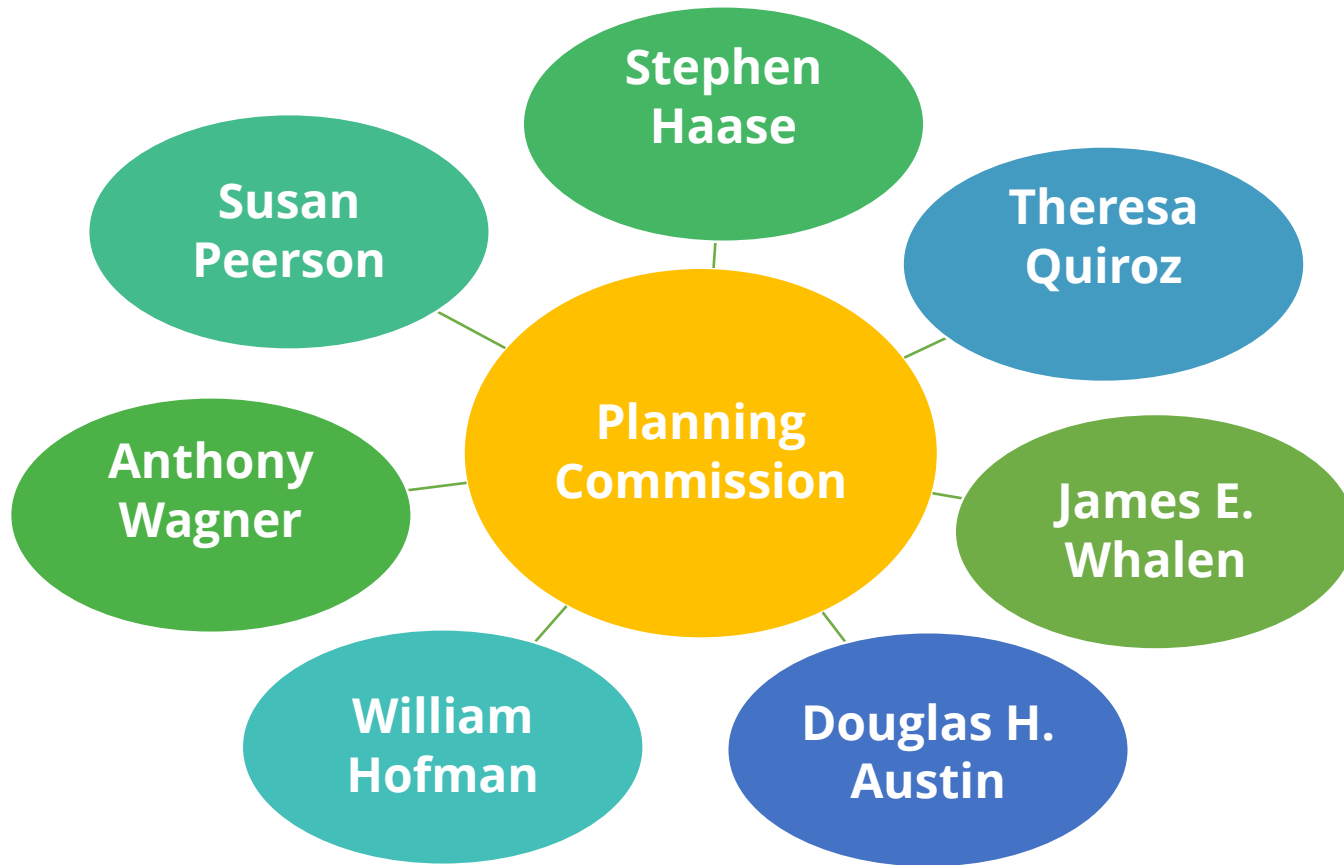 Stephen
Haase
Theresa
Quiroz
James E.
Whalen
Douglas H.
Austin
William
Hofman
Anthony
Wagner
Susan
Peerson
Planning
Commission